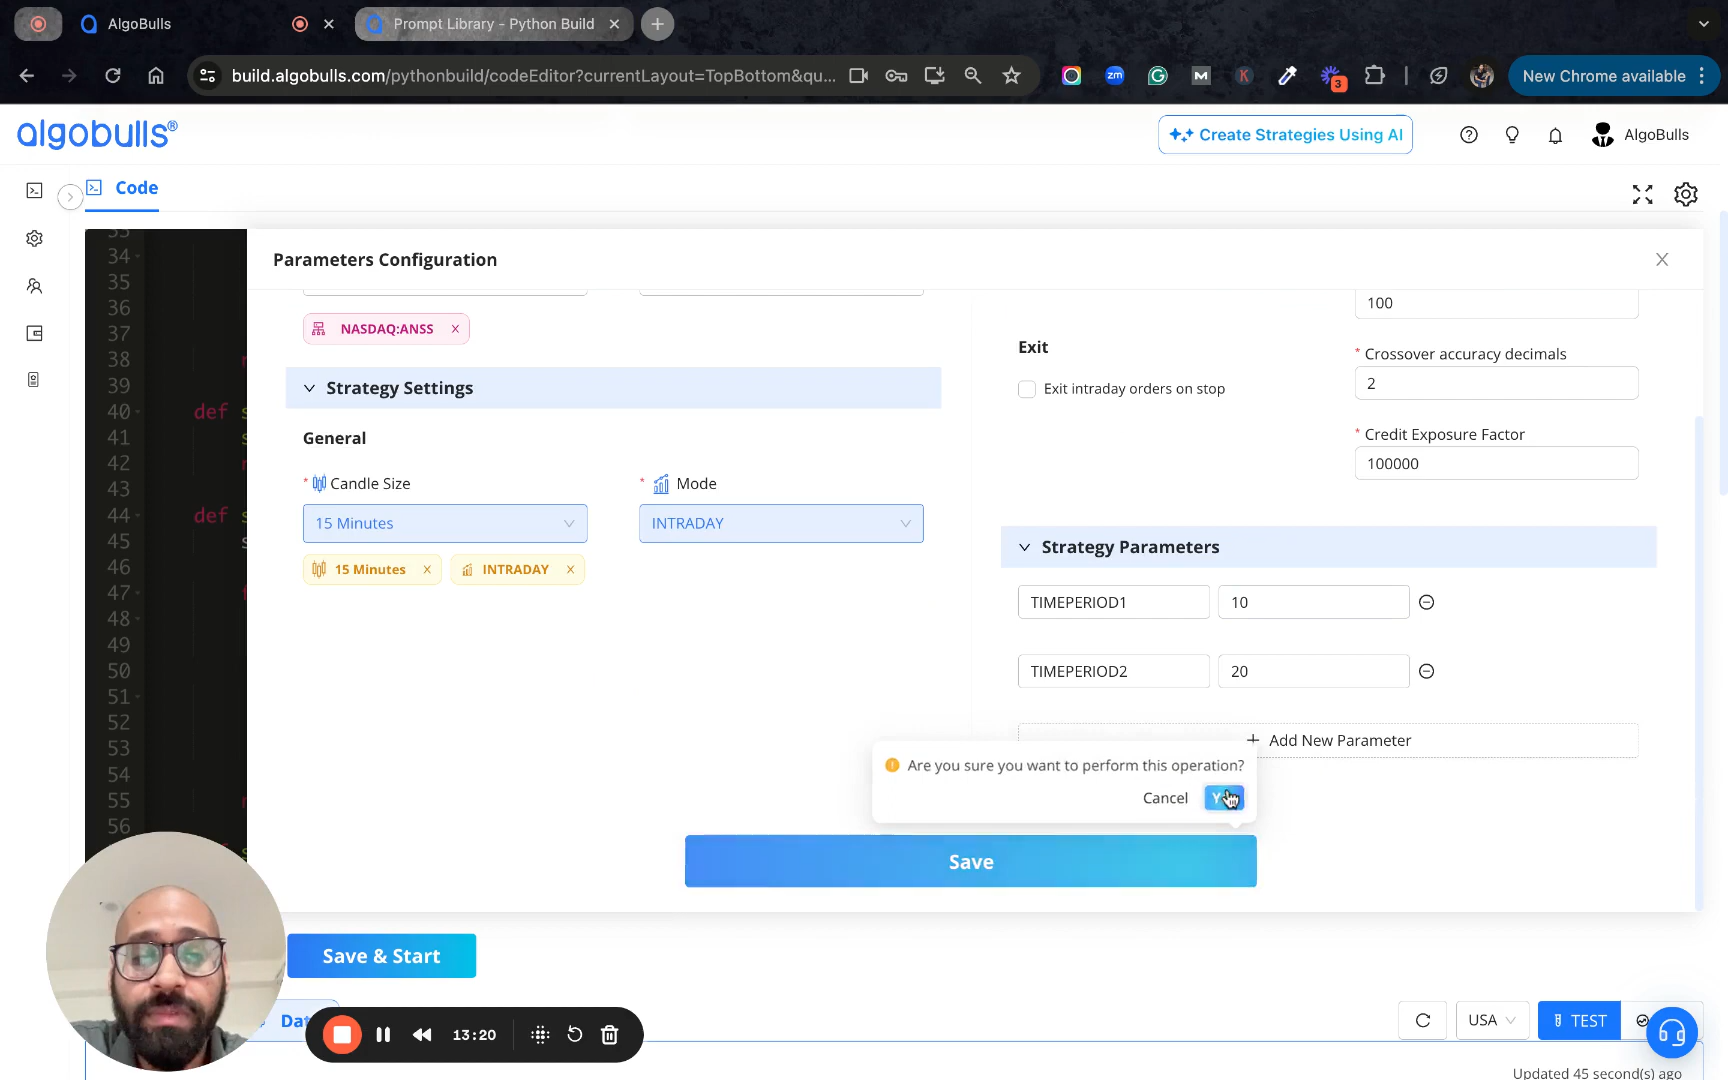 AlgoBulls
Prompt Library - Python Build
build.algobulls.com/pythonbuild/codeEditor?currentLayout=TopBottom&qu...
zm
M
K
3
New Chrome available
algobulls®
Create Strategies Using AI
AlgoBulls
Code
Parameters Configuration
34
35
36
37
38
39
40
def
41
42
43
44
def
45
46
47
48
49
50
51
52
53
54
55
56
100
NASDAQ:ANSS
Exit
* Crossover accuracy decimals
Exit intraday orders on stop
2
Strategy Settings
General
* Credit Exposure Factor
100000
* Candle Size
* Mode
15 Minutes
INTRADAY
15 Minutes
INTRADAY
Strategy Parameters
TIMEPERIOD1
10
TIMEPERIOD2
20
+ Add New Parameter
Are you sure you want to perform this operation?
Cancel
Save
Save & Start
13:20
USA
TEST
Updated 45 second(s) ago